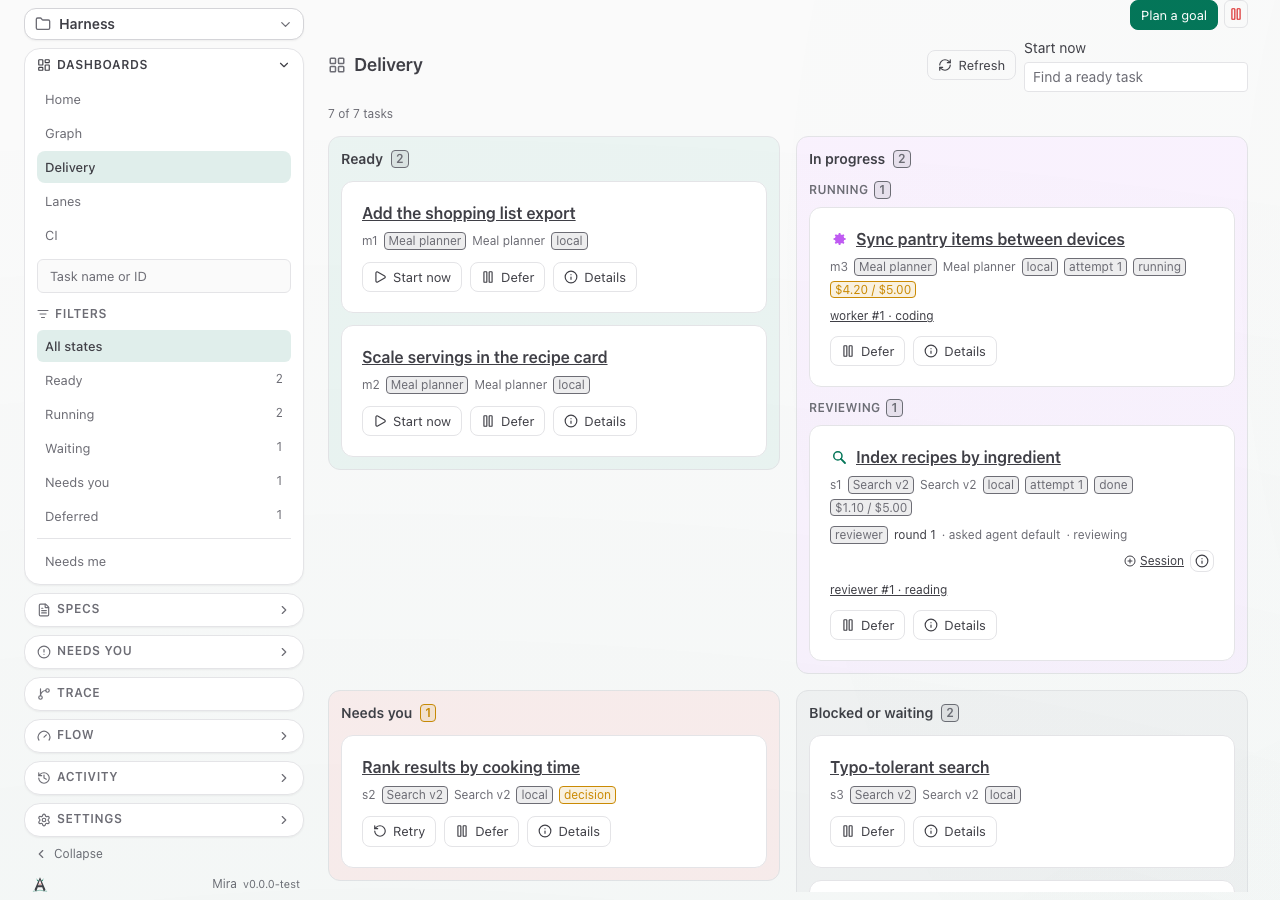 Harness
DASHBOARDS
Home
Graph
Delivery
Lanes
CI
Task name or ID
FILTERS
All states
Ready 2
Running 2
Waiting 1
Needs you 1
Deferred 1
Needs me
SPECS
NEEDS YOU
TRACE
FLOW
ACTIVITY
SETTINGS
Collapse
Mira v0.0.0-test
Plan a goal
Delivery
Refresh
Start now
Find a ready task
7 of 7 tasks
Ready 2
Add the shopping list export
m1 Meal planner Meal planner local
Start now Defer Details
Scale servings in the recipe card
m2 Meal planner Meal planner local
Start now Defer Details
In progress 2
RUNNING 1
Sync pantry items between devices
m3 Meal planner Meal planner local attempt 1 running
$4.20 / $5.00
worker #1 · coding
Defer Details
REVIEWING 1
Index recipes by ingredient
s1 Search v2 Search v2 local attempt 1 done
$1.10 / $5.00
reviewer round 1 · asked agent default · reviewing
Session
reviewer #1 · reading
Defer Details
Needs you 1
Rank results by cooking time
s2 Search v2 Search v2 local decision
Retry Defer Details
Blocked or waiting 2
Typo-tolerant search
s3 Search v2 Search v2 local
Defer Details